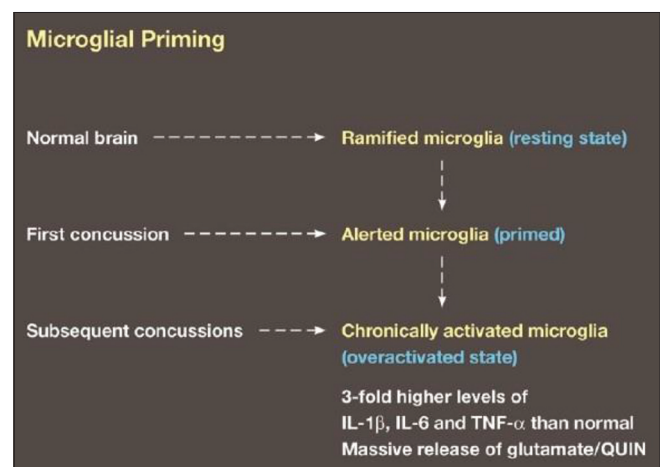 Microglial Priming
Normal brain
Ramified microglia (resting state)
First concussion
Alerted microglia (primed)
Subsequent concussions
Chronically activated microglia
(overactivated state)
3-fold higher levels of
IL-1β, IL-6 and TNF-α than normal
Massive release of glutamate/QUIN